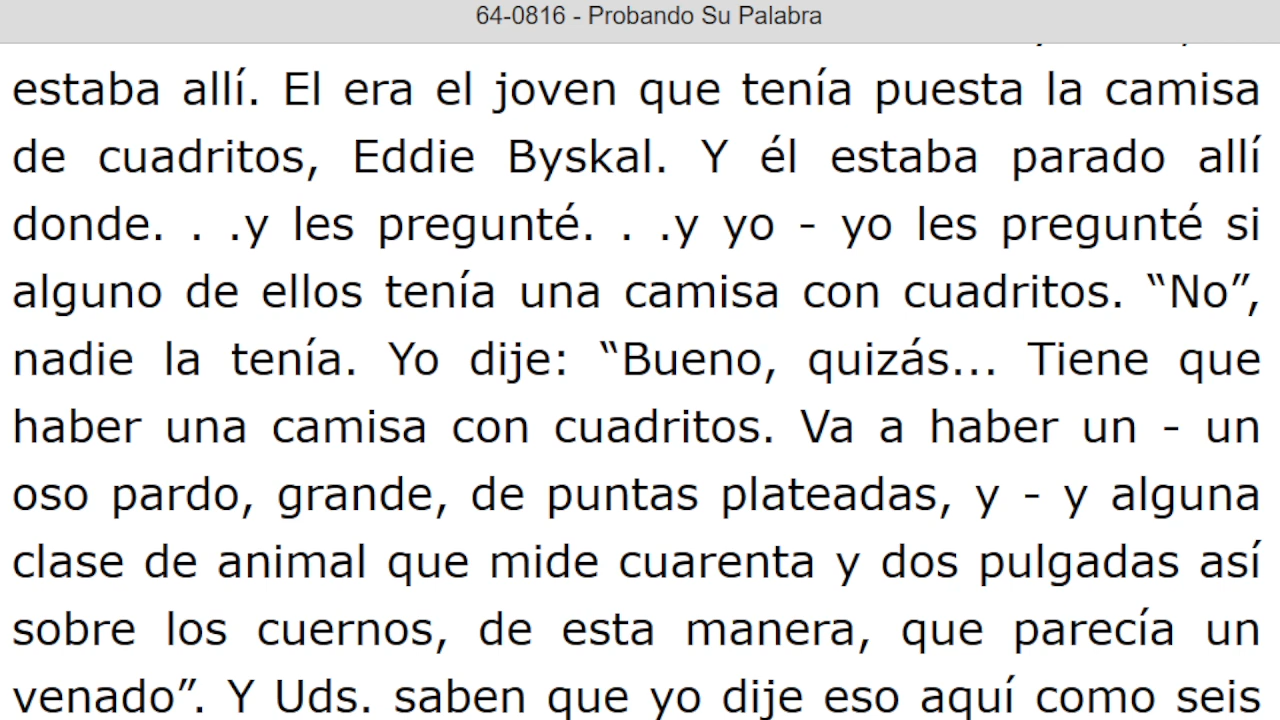 64-0816 - Probando Su Palabra
estaba allí. El era el joven que tenía puesta la camisa
de cuadritos, Eddie Byskal. Y él estaba parado allí
donde. . .y les pregunté. . .y yo - yo les pregunté si
alguno de ellos tenía una camisa con cuadritos. “No”,
nadie la tenía. Yo dije: “Bueno, quizás... Tiene que
haber una camisa con cuadritos. Va a haber un - un
oso pardo, grande, de puntas plateadas, y - y alguna
clase de animal que mide cuarenta y dos pulgadas así
sobre los cuernos, de esta manera, que parecía un
venado”. Y Uds. saben que yo dije eso aquí como seis